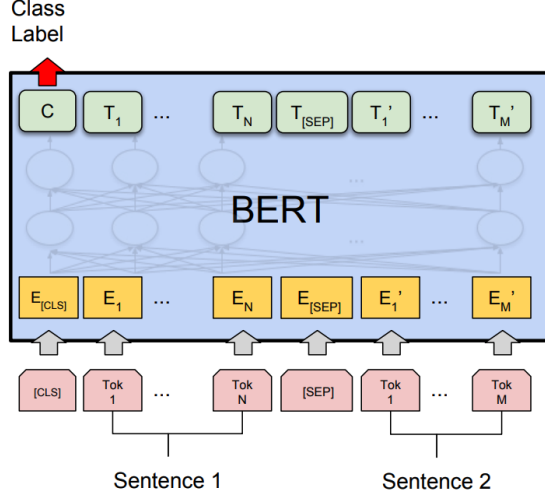 Class
Label
C T1 ... TN T[SEP] T1' ... TM'
...
BERT
...
E[CLS] E1 ... EN E[SEP] E1' ... EM'
[CLS] Tok 1 ... Tok N [SEP] Tok 1 ... Tok M
Sentence 1 Sentence 2